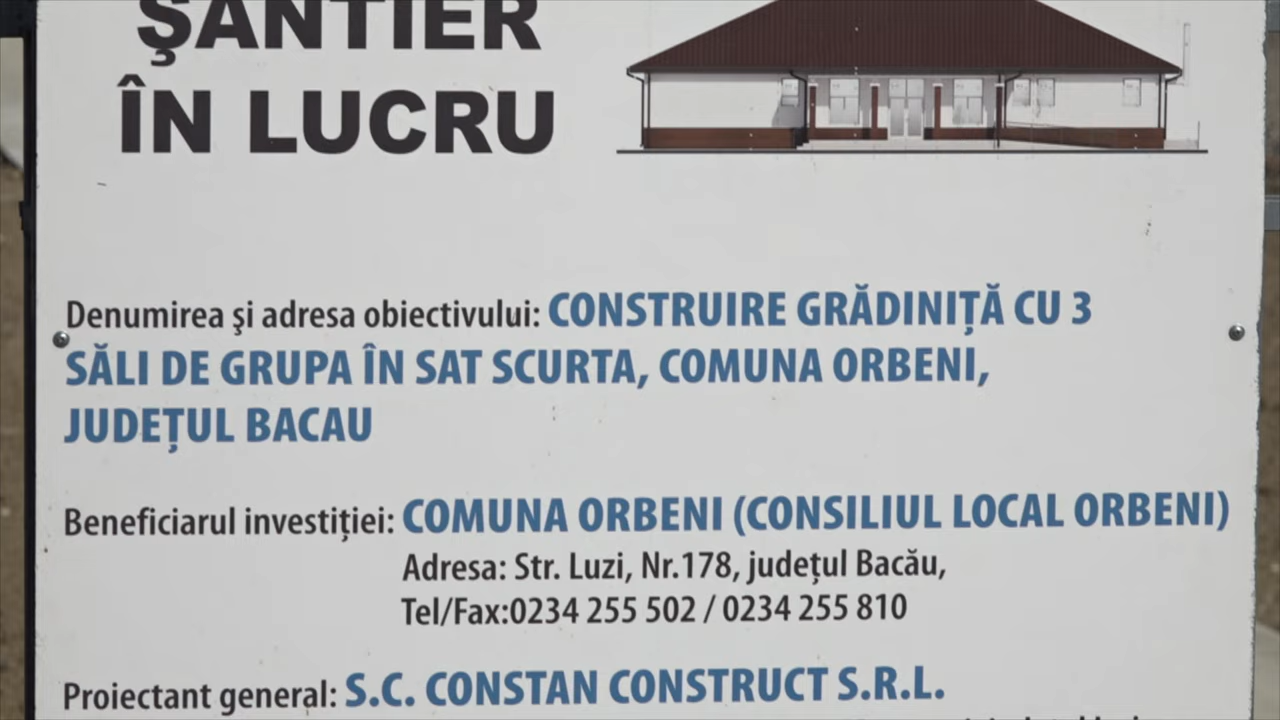 ŞANTIER
ÎN LUCRU
Denumirea şi adresa obiectivului: CONSTRUIRE GRĂDINIȚĂ CU 3
SĂLI DE GRUPA ÎN SAT SCURTA, COMUNA ORBENI,
JUDEȚUL BACAU
Beneficiarul investiției: COMUNA ORBENI (CONSILIUL LOCAL ORBENI)
Adresa: Str. Luzi, Nr.178, județul Bacău,
Tel/Fax:0234 255 502 / 0234 255 810
Proiectant general: S.C. CONSTAN CONSTRUCT S.R.L.